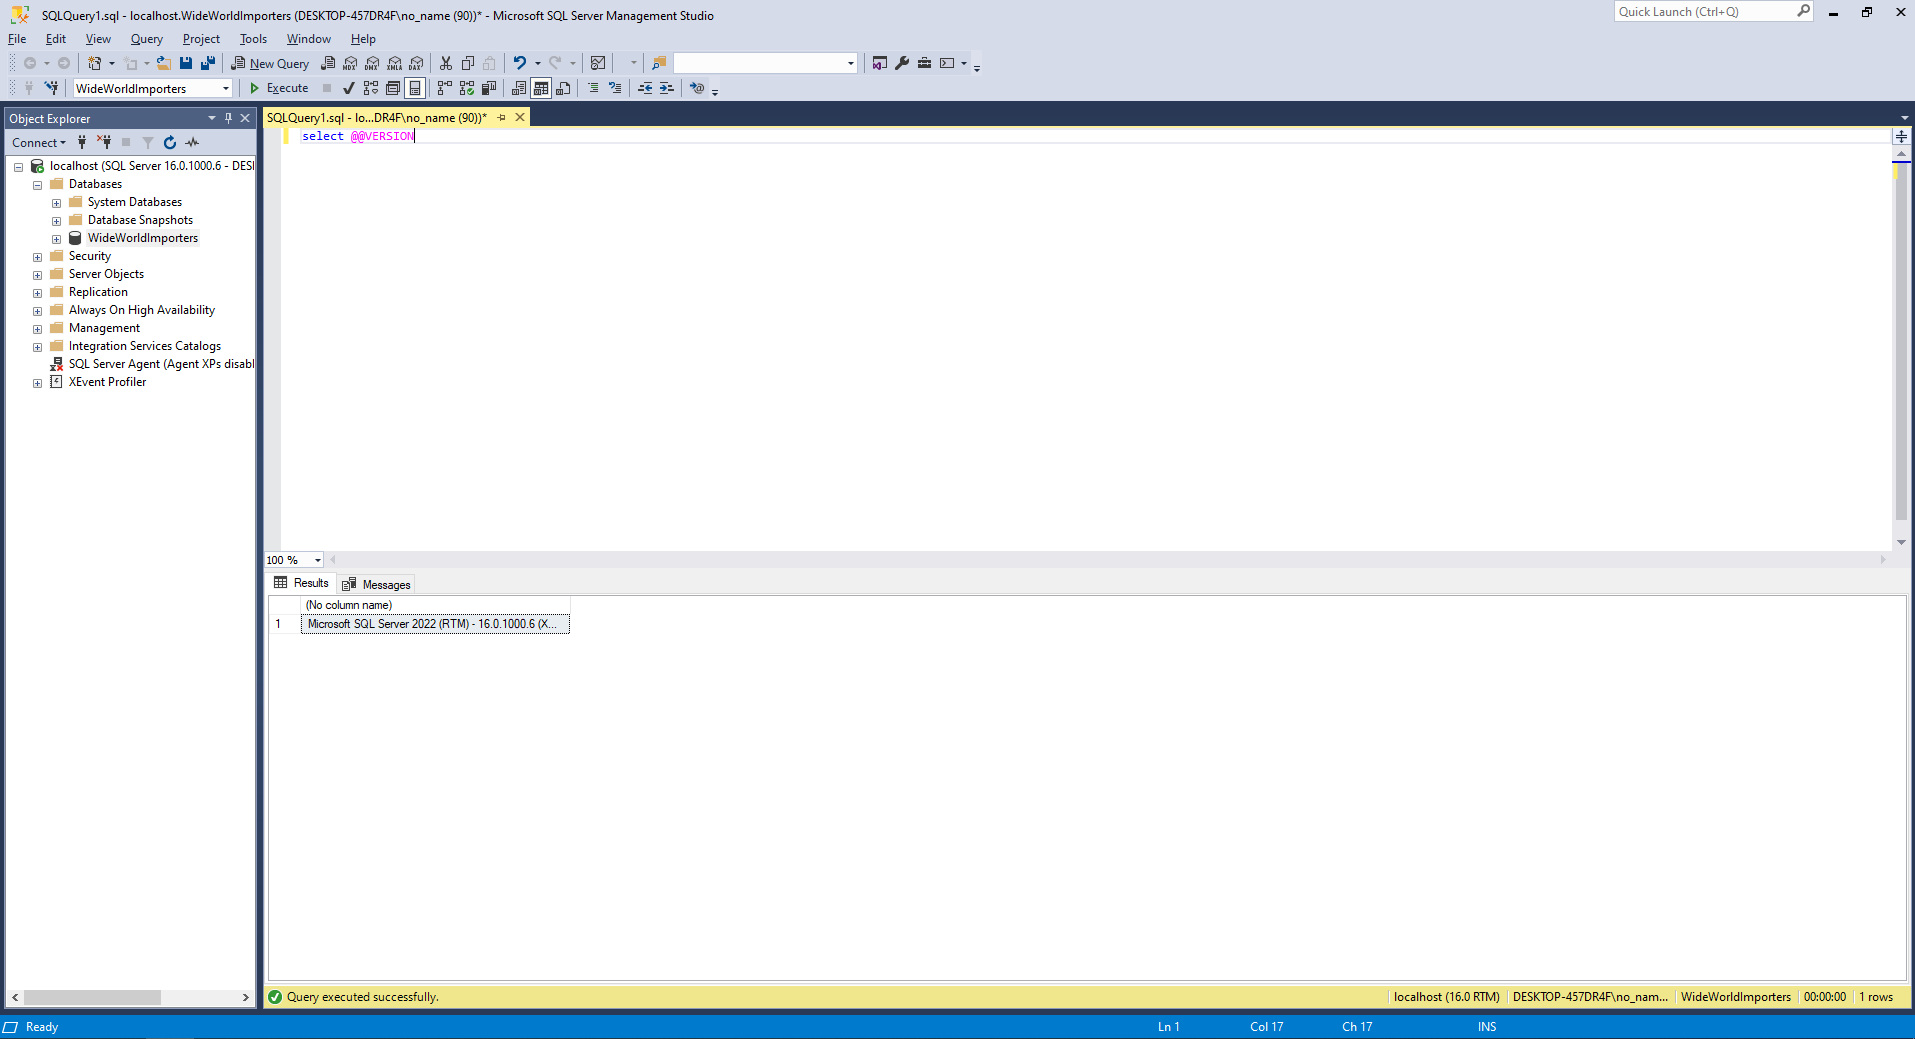 SQLQuery1.sql - localhost.WideWorldImporters (DESKTOP-457DR4F\no_name (90))* - Microsoft SQL Server Management Studio
Quick Launch (Ctrl+Q)
File Edit View Query Project Tools Window Help
New Query MDX DMX XMLA DAX
WideWorldImporters Execute
Object Explorer
SQLQuery1.sql - lo...DR4F\no_name (90))*
Connect
select @@VERSION
localhost (SQL Server 16.0.1000.6 - DESI
Databases
System Databases
Database Snapshots
WideWorldImporters
Security
Server Objects
Replication
Always On High Availability
Management
Integration Services Catalogs
SQL Server Agent (Agent XPs disabl
XEvent Profiler
100 %
Results Messages
(No column name)
1 Microsoft SQL Server 2022 (RTM) - 16.0.1000.6 (X...
Query executed successfully.
localhost (16.0 RTM) DESKTOP-457DR4F\no_nam... WideWorldImporters 00:00:00 1 rows
Ready Ln 1 Col 17 Ch 17 INS